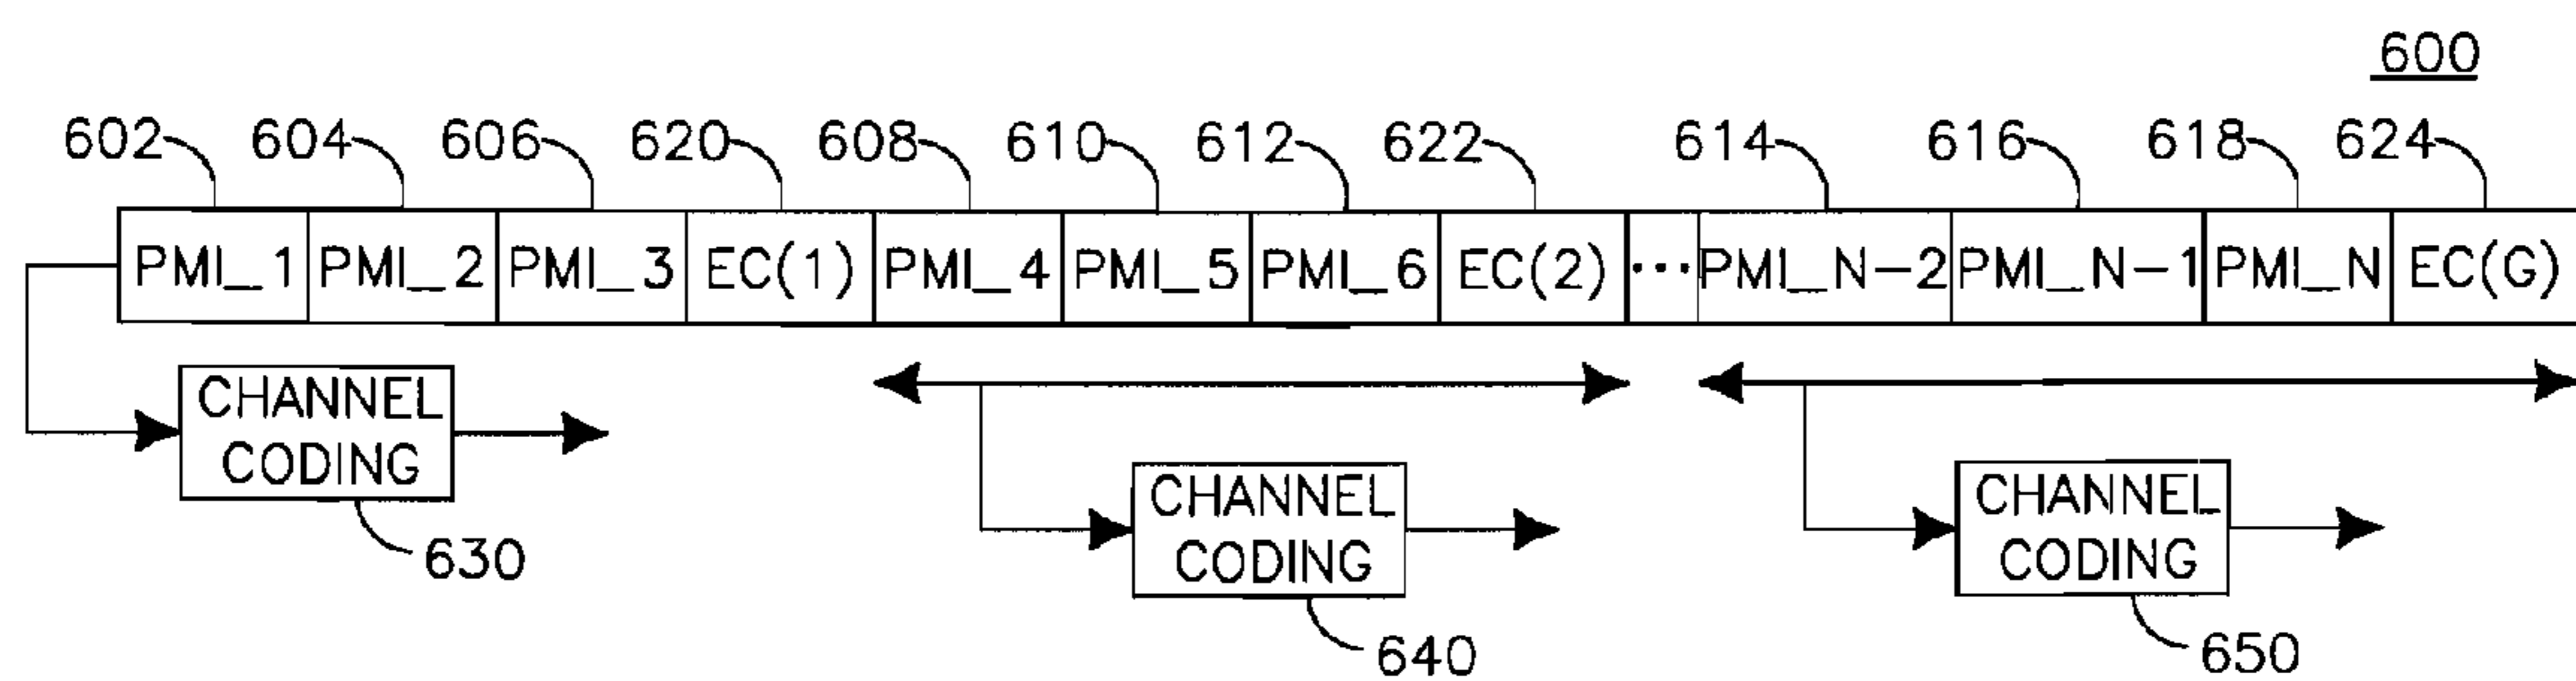 600
602 604 606 620 608 610 612 622 614 616 618 624
PMI_1 PMI_2 PMI_3 EC(1) PMI_4 PMI_5 PMI_6 EC(2) ... PMI_N-2 PMI_N-1 PMI_N EC(G)
CHANNEL
CODING
630
CHANNEL
CODING
640
CHANNEL
CODING
650